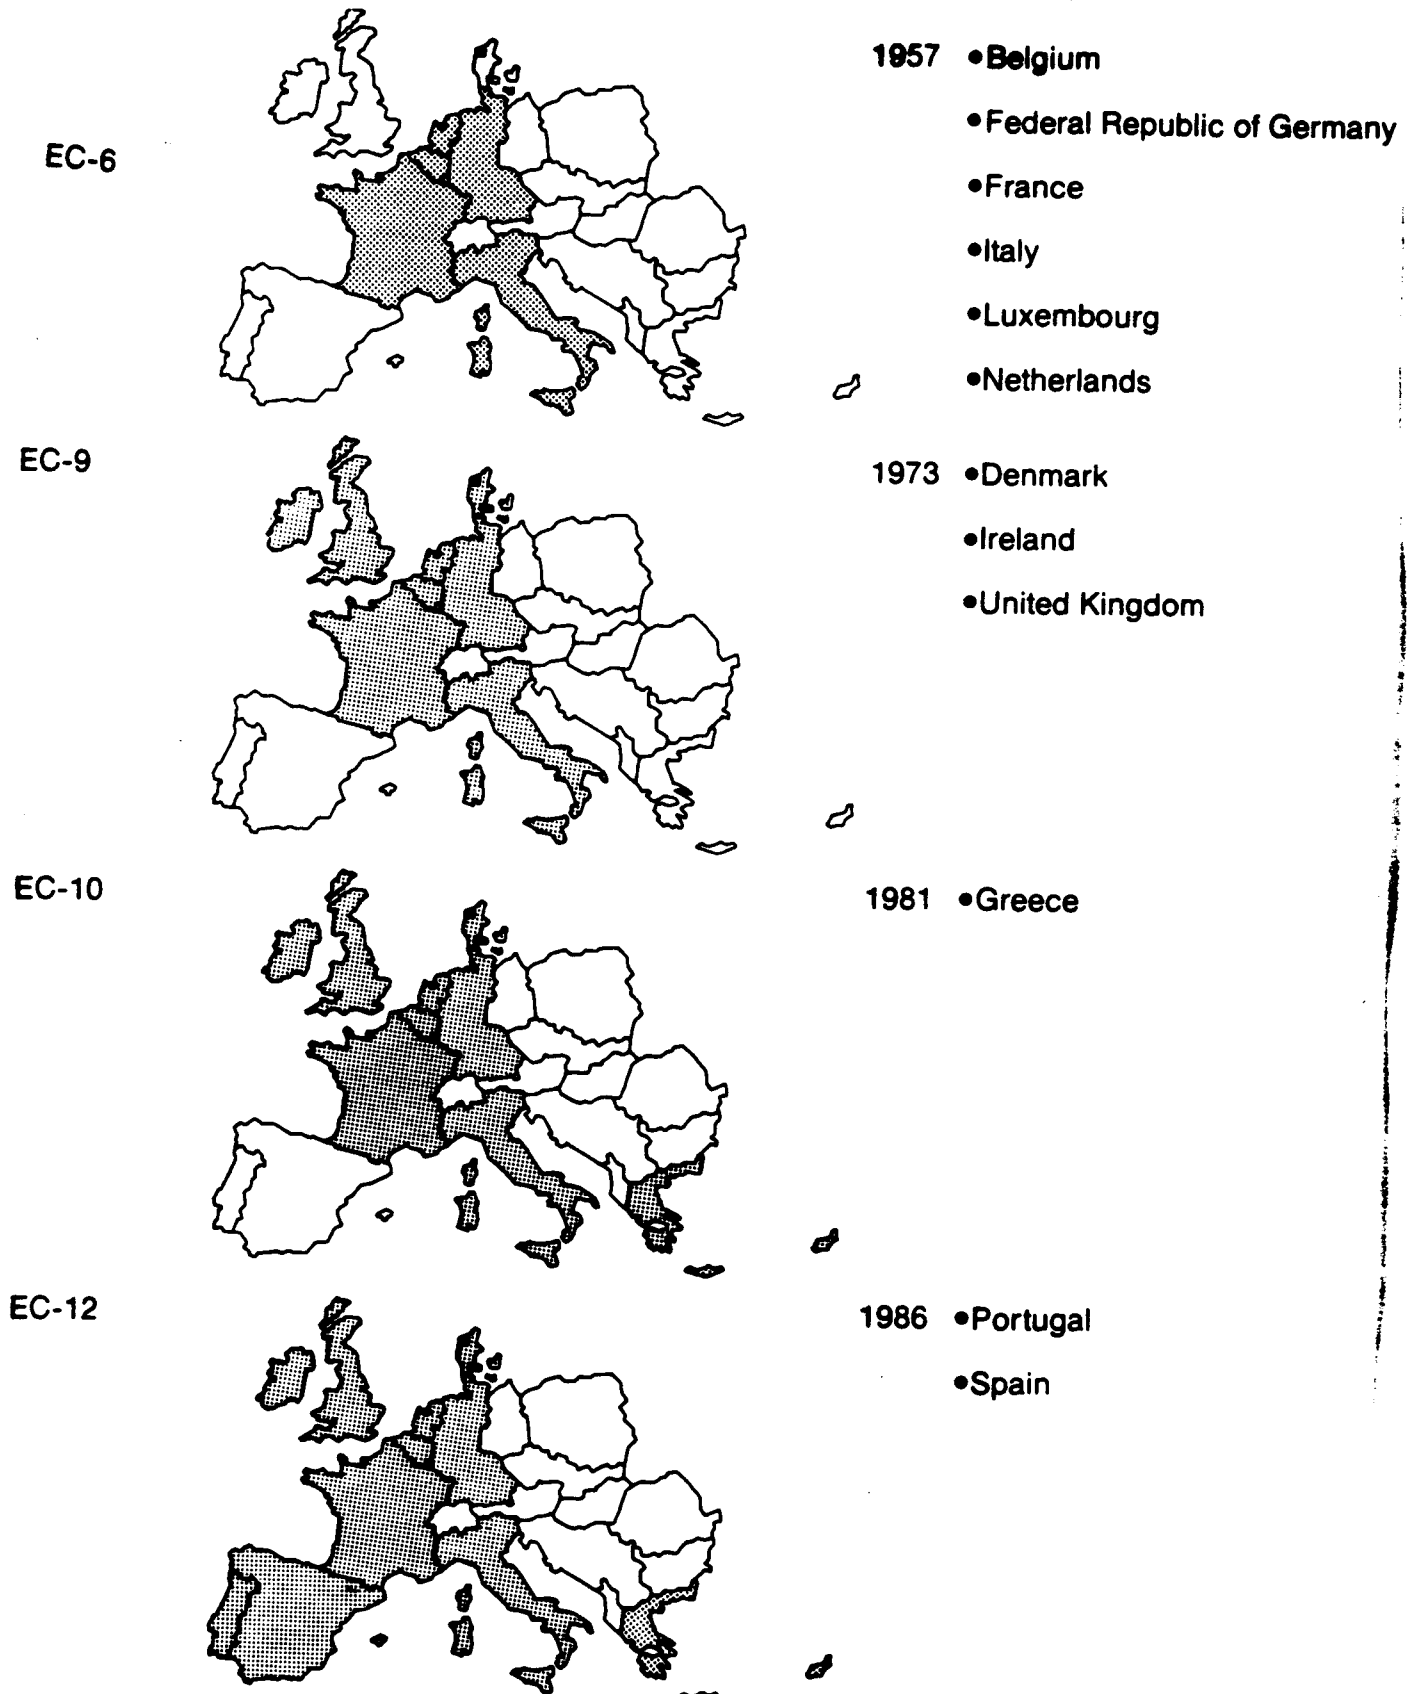 EC-6
1957 •Belgium
•Federal Republic of Germany
•France
•Italy
•Luxembourg
•Netherlands
EC-9
1973 •Denmark
•Ireland
•United Kingdom
EC-10
1981 •Greece
EC-12
1986 •Portugal
•Spain